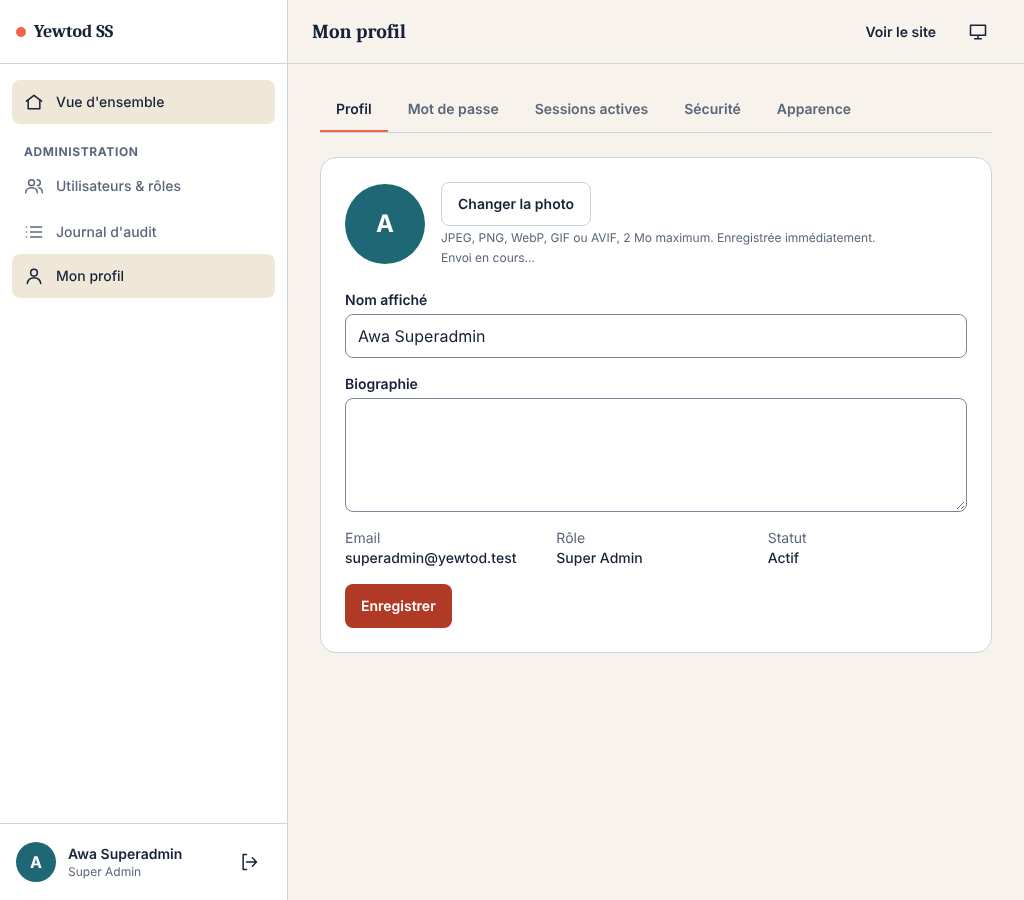 Yewtod SS
Mon profil
Voir le site
Vue d'ensemble
ADMINISTRATION
Utilisateurs & rôles
Journal d'audit
Mon profil
Profil
Mot de passe
Sessions actives
Sécurité
Apparence
A
Changer la photo
JPEG, PNG, WebP, GIF ou AVIF, 2 Mo maximum. Enregistrée immédiatement.
Envoi en cours…
Nom affiché
Awa Superadmin
Biographie
Email
superadmin@yewtod.test
Rôle
Super Admin
Statut
Actif
Enregistrer
A
Awa Superadmin
Super Admin